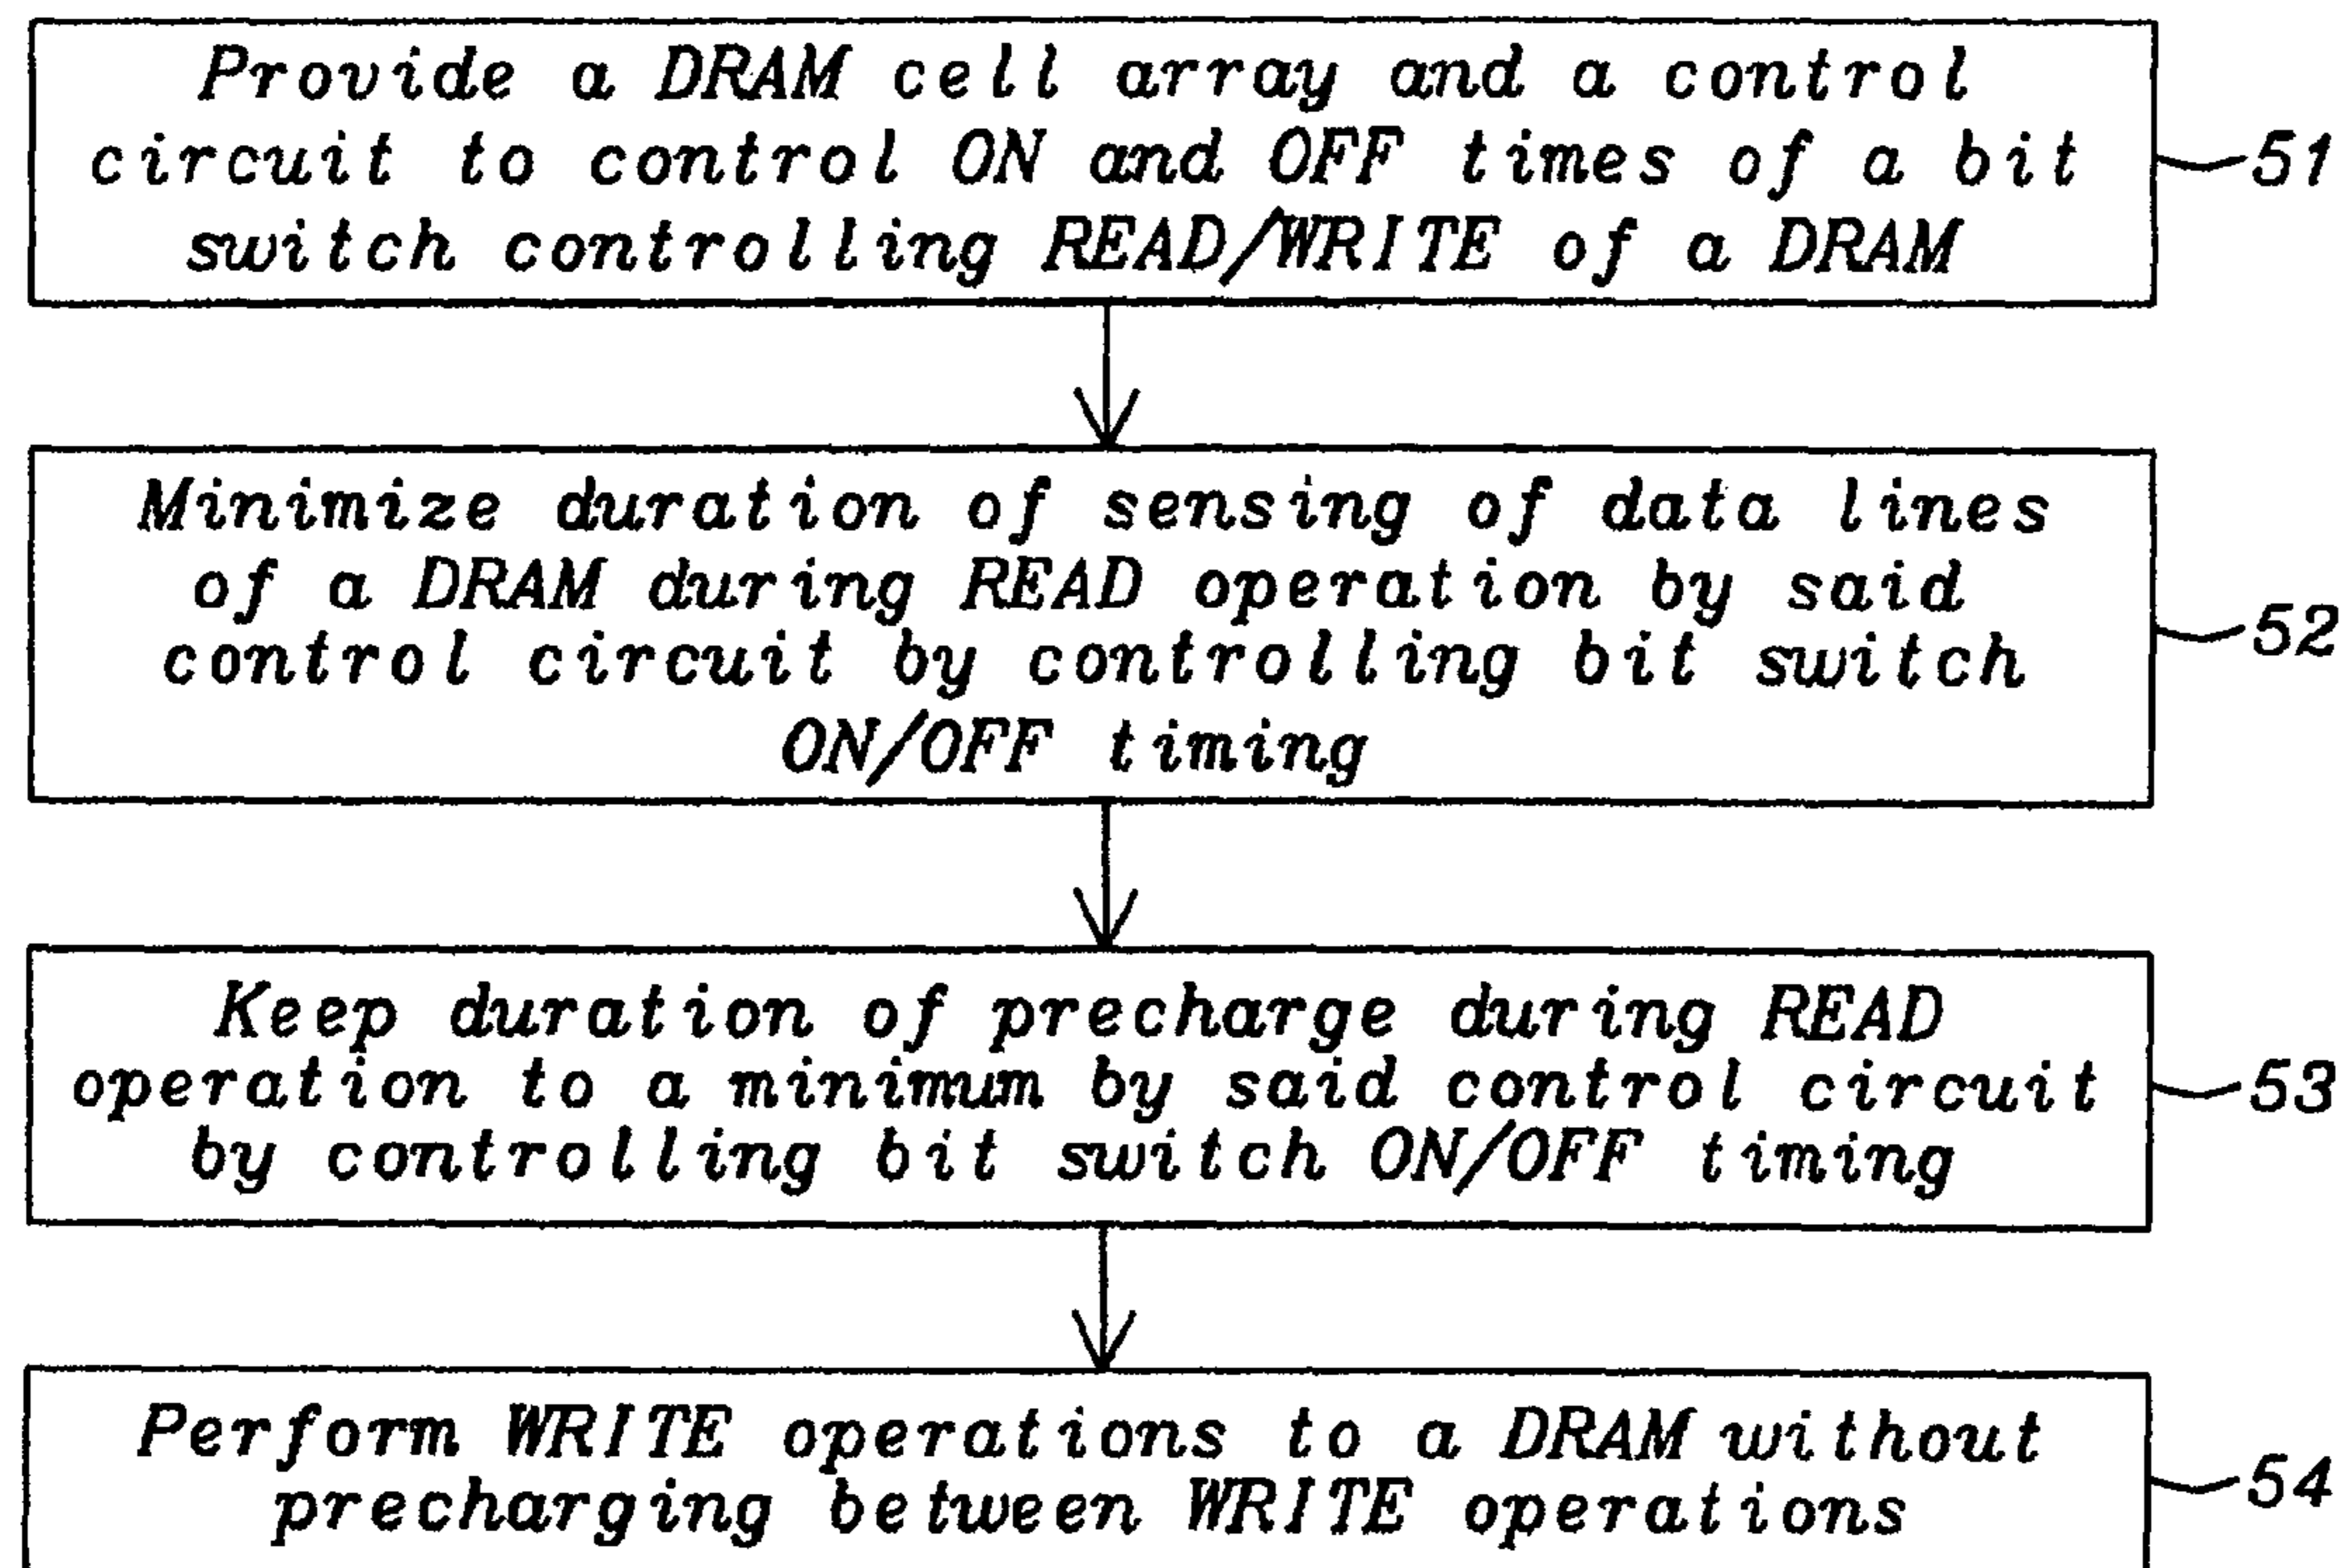 Provide a DRAM cell array and a control
circuit to control ON and OFF times of a bit
switch controlling READ/WRITE of a DRAM
51
Minimize duration of sensing of data lines
of a DRAM during READ operation by said
control circuit by controlling bit switch
ON/OFF timing
52
Keep duration of precharge during READ
operation to a minimum by said control circuit
by controlling bit switch ON/OFF timing
53
Perform WRITE operations to a DRAM without
precharging between WRITE operations
54